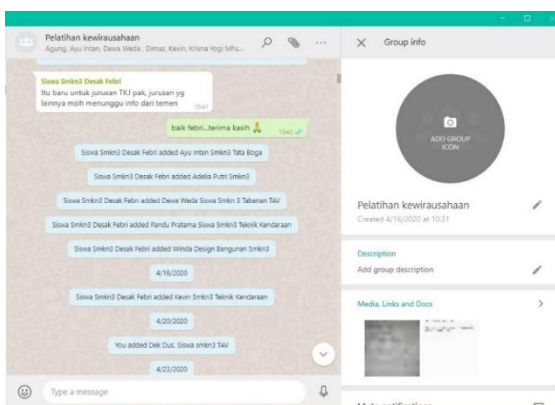 Pelatihan kewirausahaan
Agung, Ayu Intan, Dewa Weda, Dimas, Kevin, Krisna Yogi Mhs...
Siswa Smkn3 Desak Febri
Itu baru untuk jurusan TKJ pak, jurusan yg
lainnya msih menunggu info dari temen
10:41
baik febri...terima kasih 🙏
10:42
Siswa Smkn3 Desak Febri added Ayu Intan Smkn3 Tata Boga
Siswa Smkn3 Desak Febri added Adelia Putri Smkn3
Siswa Smkn3 Desak Febri added Dewa Weda Siswa Smkn 3 Tabanan TAV
Siswa Smkn3 Desak Febri added Pandu Pratama Siswa Smkn3 Teknik Kendaraan
Siswa Smkn3 Desak Febri added Winda Design Bangunan Smkn3
4/18/2020
Siswa Smkn3 Desak Febri added Kevin Smkn3 Teknik Kendaraan
4/20/2020
You added Dek Dus. Siswa smkn3 TAV
4/23/2020
Type a message
Group info
ADD GROUP
ICON
Pelatihan kewirausahaan
Created 4/16/2020 at 10:31
Description
Add group description
Media, Links and Docs